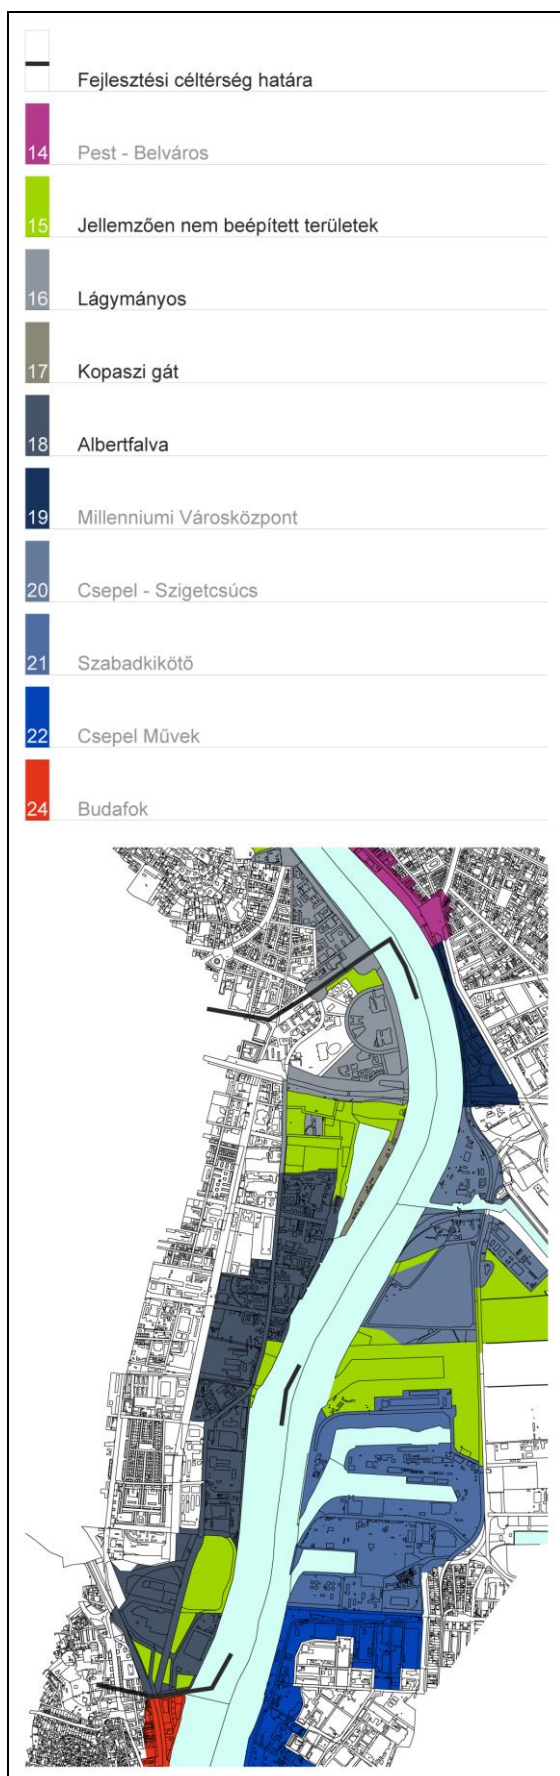 Fejlesztési céltérség határa
14 Pest - Belváros
15 Jellemzően nem beépített területek
16 Lágymányos
17 Kopaszi gát
18 Albertfalva
19 Millenniumi Városközpont
20 Csepel - Szigetcsúcs
21 Szabadkikötő
22 Csepel Művek
24 Budafok